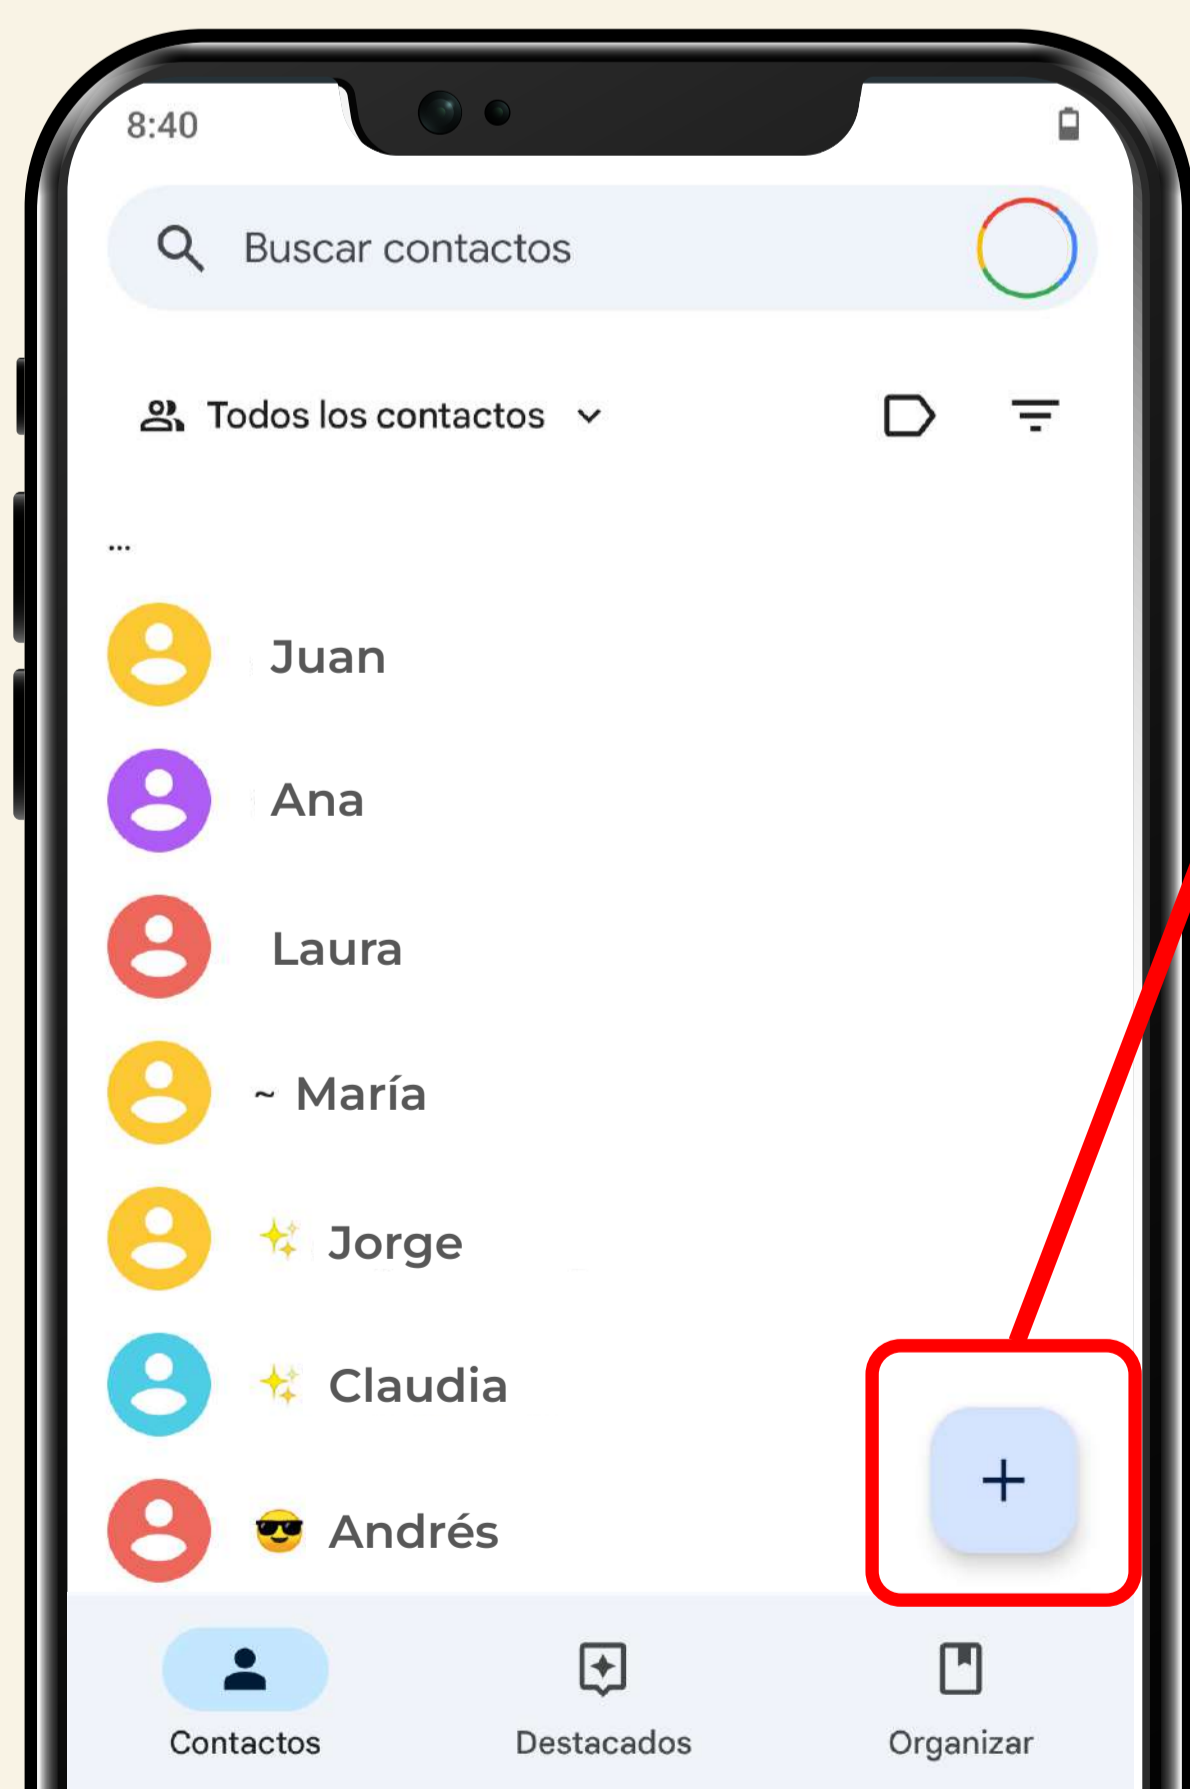 8:40
Buscar contactos
Todos los contactos
...
Juan
Ana
Laura
~ María
✨ Jorge
✨ Claudia
😎 Andrés
+
Contactos
Destacados
Organizar